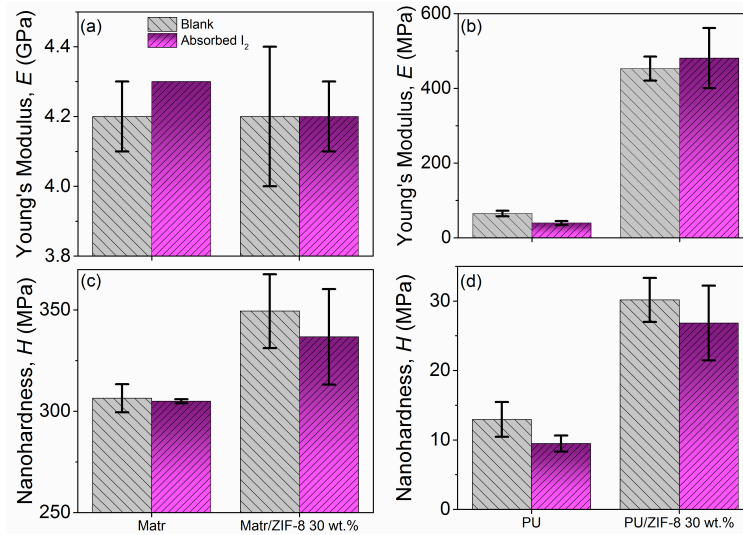 (a)
Blank
Absorbed I₂
Young's Modulus, E (GPa)
4.4
4.2
4.0
3.8
(b)
Young's Modulus, E (MPa)
600
400
200
0
(c)
Nanohardness, H (MPa)
350
300
250
Matr
Matr/ZIF-8 30 wt.%
(d)
Nanohardness, H (MPa)
30
20
10
0
PU
PU/ZIF-8 30 wt.%